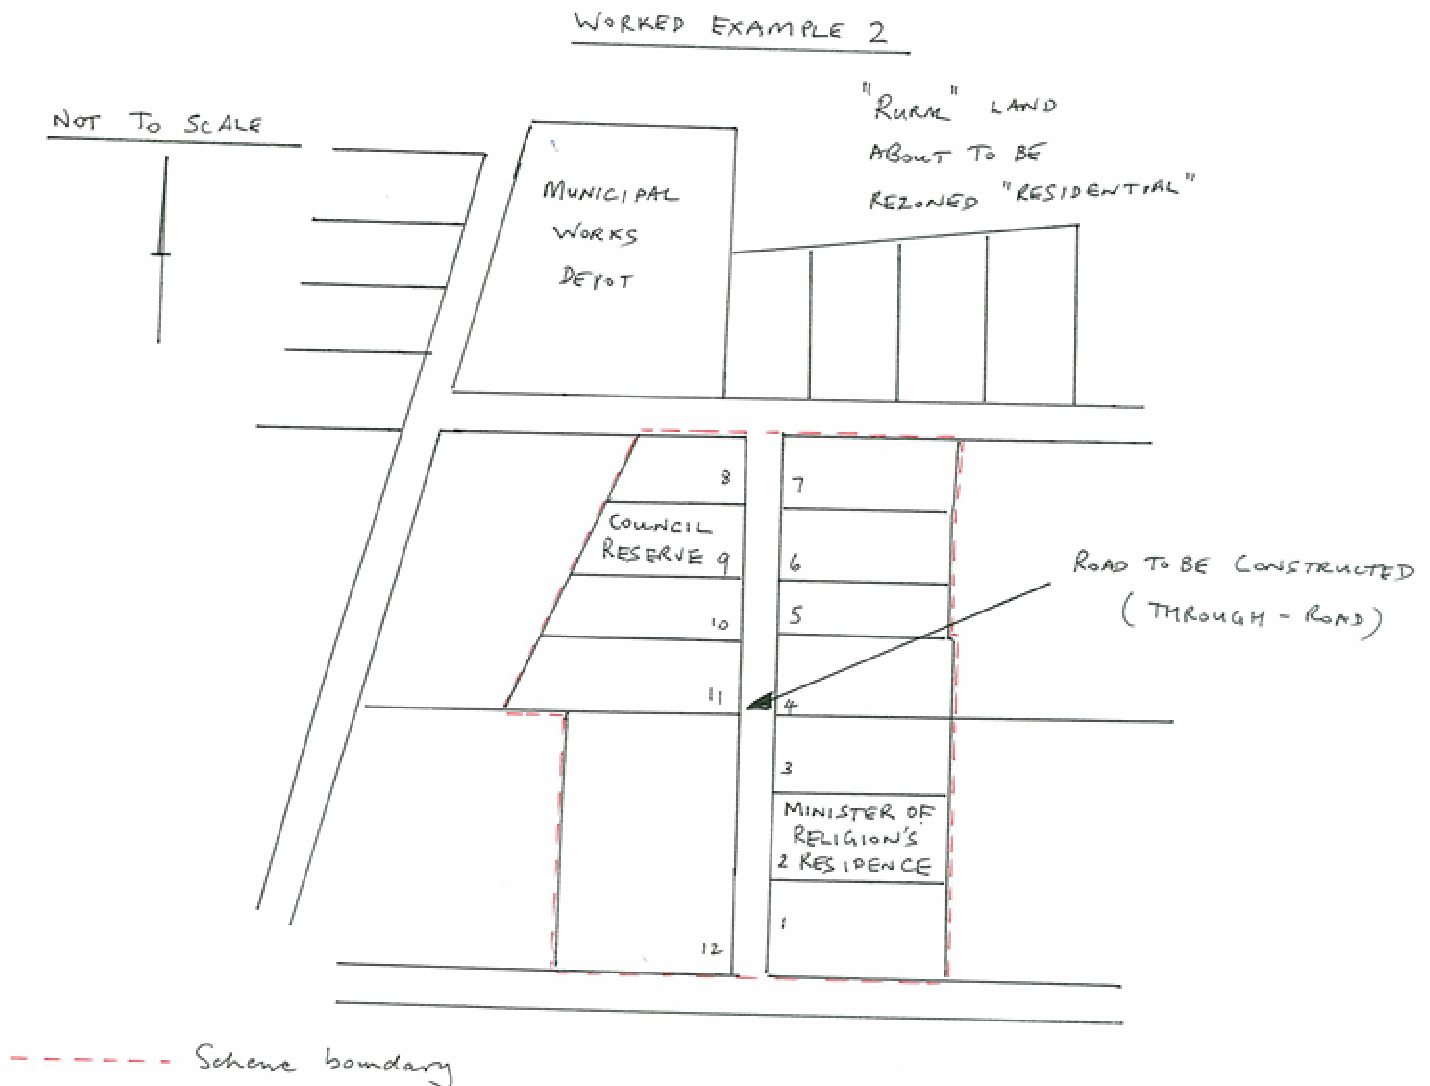 WORKED EXAMPLE 2
NOT TO SCALE
"RURAL" LAND
ABOUT TO BE
REZONED "RESIDENTIAL"
MUNICIPAL
WORKS
DEPOT
8
7
COUNCIL
RESERVE 9
6
ROAD TO BE CONSTRUCTED
(THROUGH-ROAD)
10
5
11
4
3
MINISTER OF
RELIGION'S
2 RESIDENCE
1
12
Scheme boundary